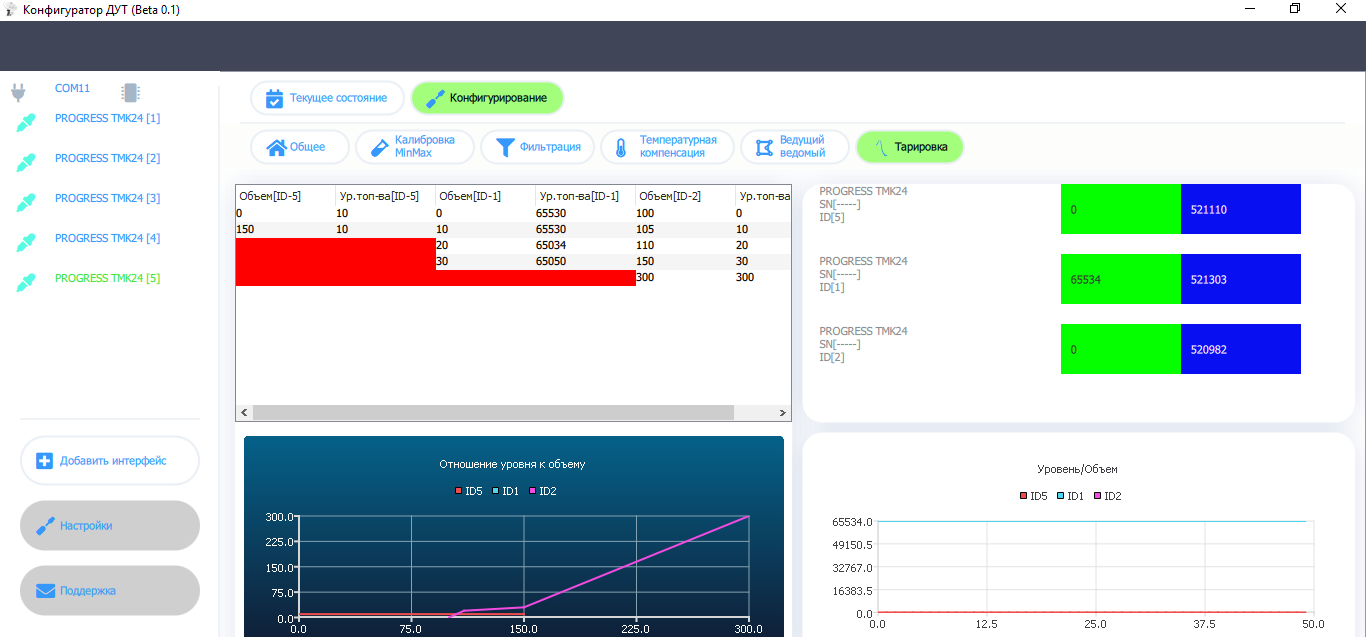 Конфигуратор ДУТ (Beta 0.1)
COM11
PROGRESS TMK24 [1]
PROGRESS TMK24 [2]
PROGRESS TMK24 [3]
PROGRESS TMK24 [4]
PROGRESS TMK24 [5]
Добавить интерфейс
Настройки
Поддержка
Текущее состояние
Конфигурирование
Общее
Калибровка
MinMax
Фильтрация
Температурная
компенсация
Ведущий
ведомый
Тарировка
Объем[ID-5] Ур.топ-ва[ID-5] Объем[ID-1] Ур.топ-ва[ID-1] Объем[ID-2] Ур.топ-ва
0 10 0 65530 100 0
150 10 10 65530 105 10
20 65034 110 20
30 65050 150 30
300 300
PROGRESS TMK24
SN[-----]
ID[5]
0 521110
PROGRESS TMK24
SN[-----]
ID[1]
65534 521303
PROGRESS TMK24
SN[-----]
ID[2]
0 520982
Отношение уровня к объему
ID5 ID1 ID2
300.0
225.0
150.0
75.0
0.0
0.0 75.0 150.0 225.0 300.0
Уровень/Объем
ID5 ID1 ID2
65534.0
49150.5
32767.0
16383.5
0.0
0.0 12.5 25.0 37.5 50.0